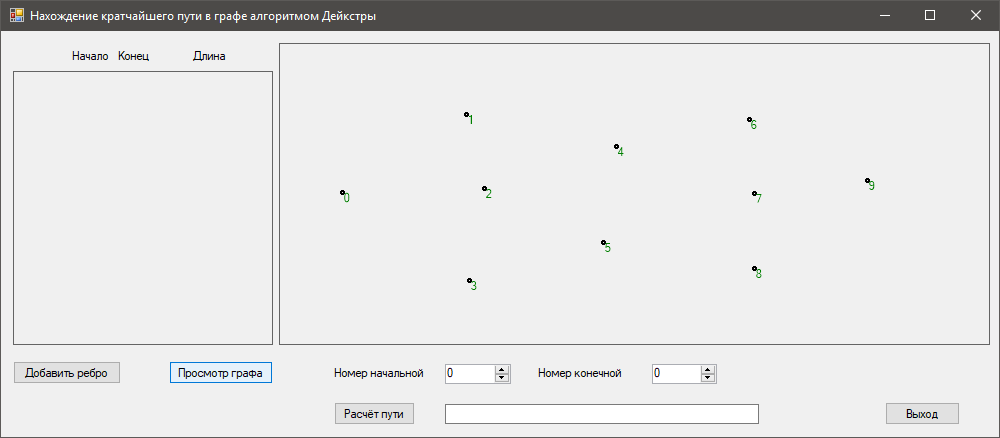 Нахождение кратчайшего пути в графе алгоритмом Дейкстры
Начало Конец Длина
1
6
4
9
0
2
7
5
8
3
Добавить ребро
Просмотр графа
Номер начальной 0
Номер конечной 0
Расчёт пути
Выход